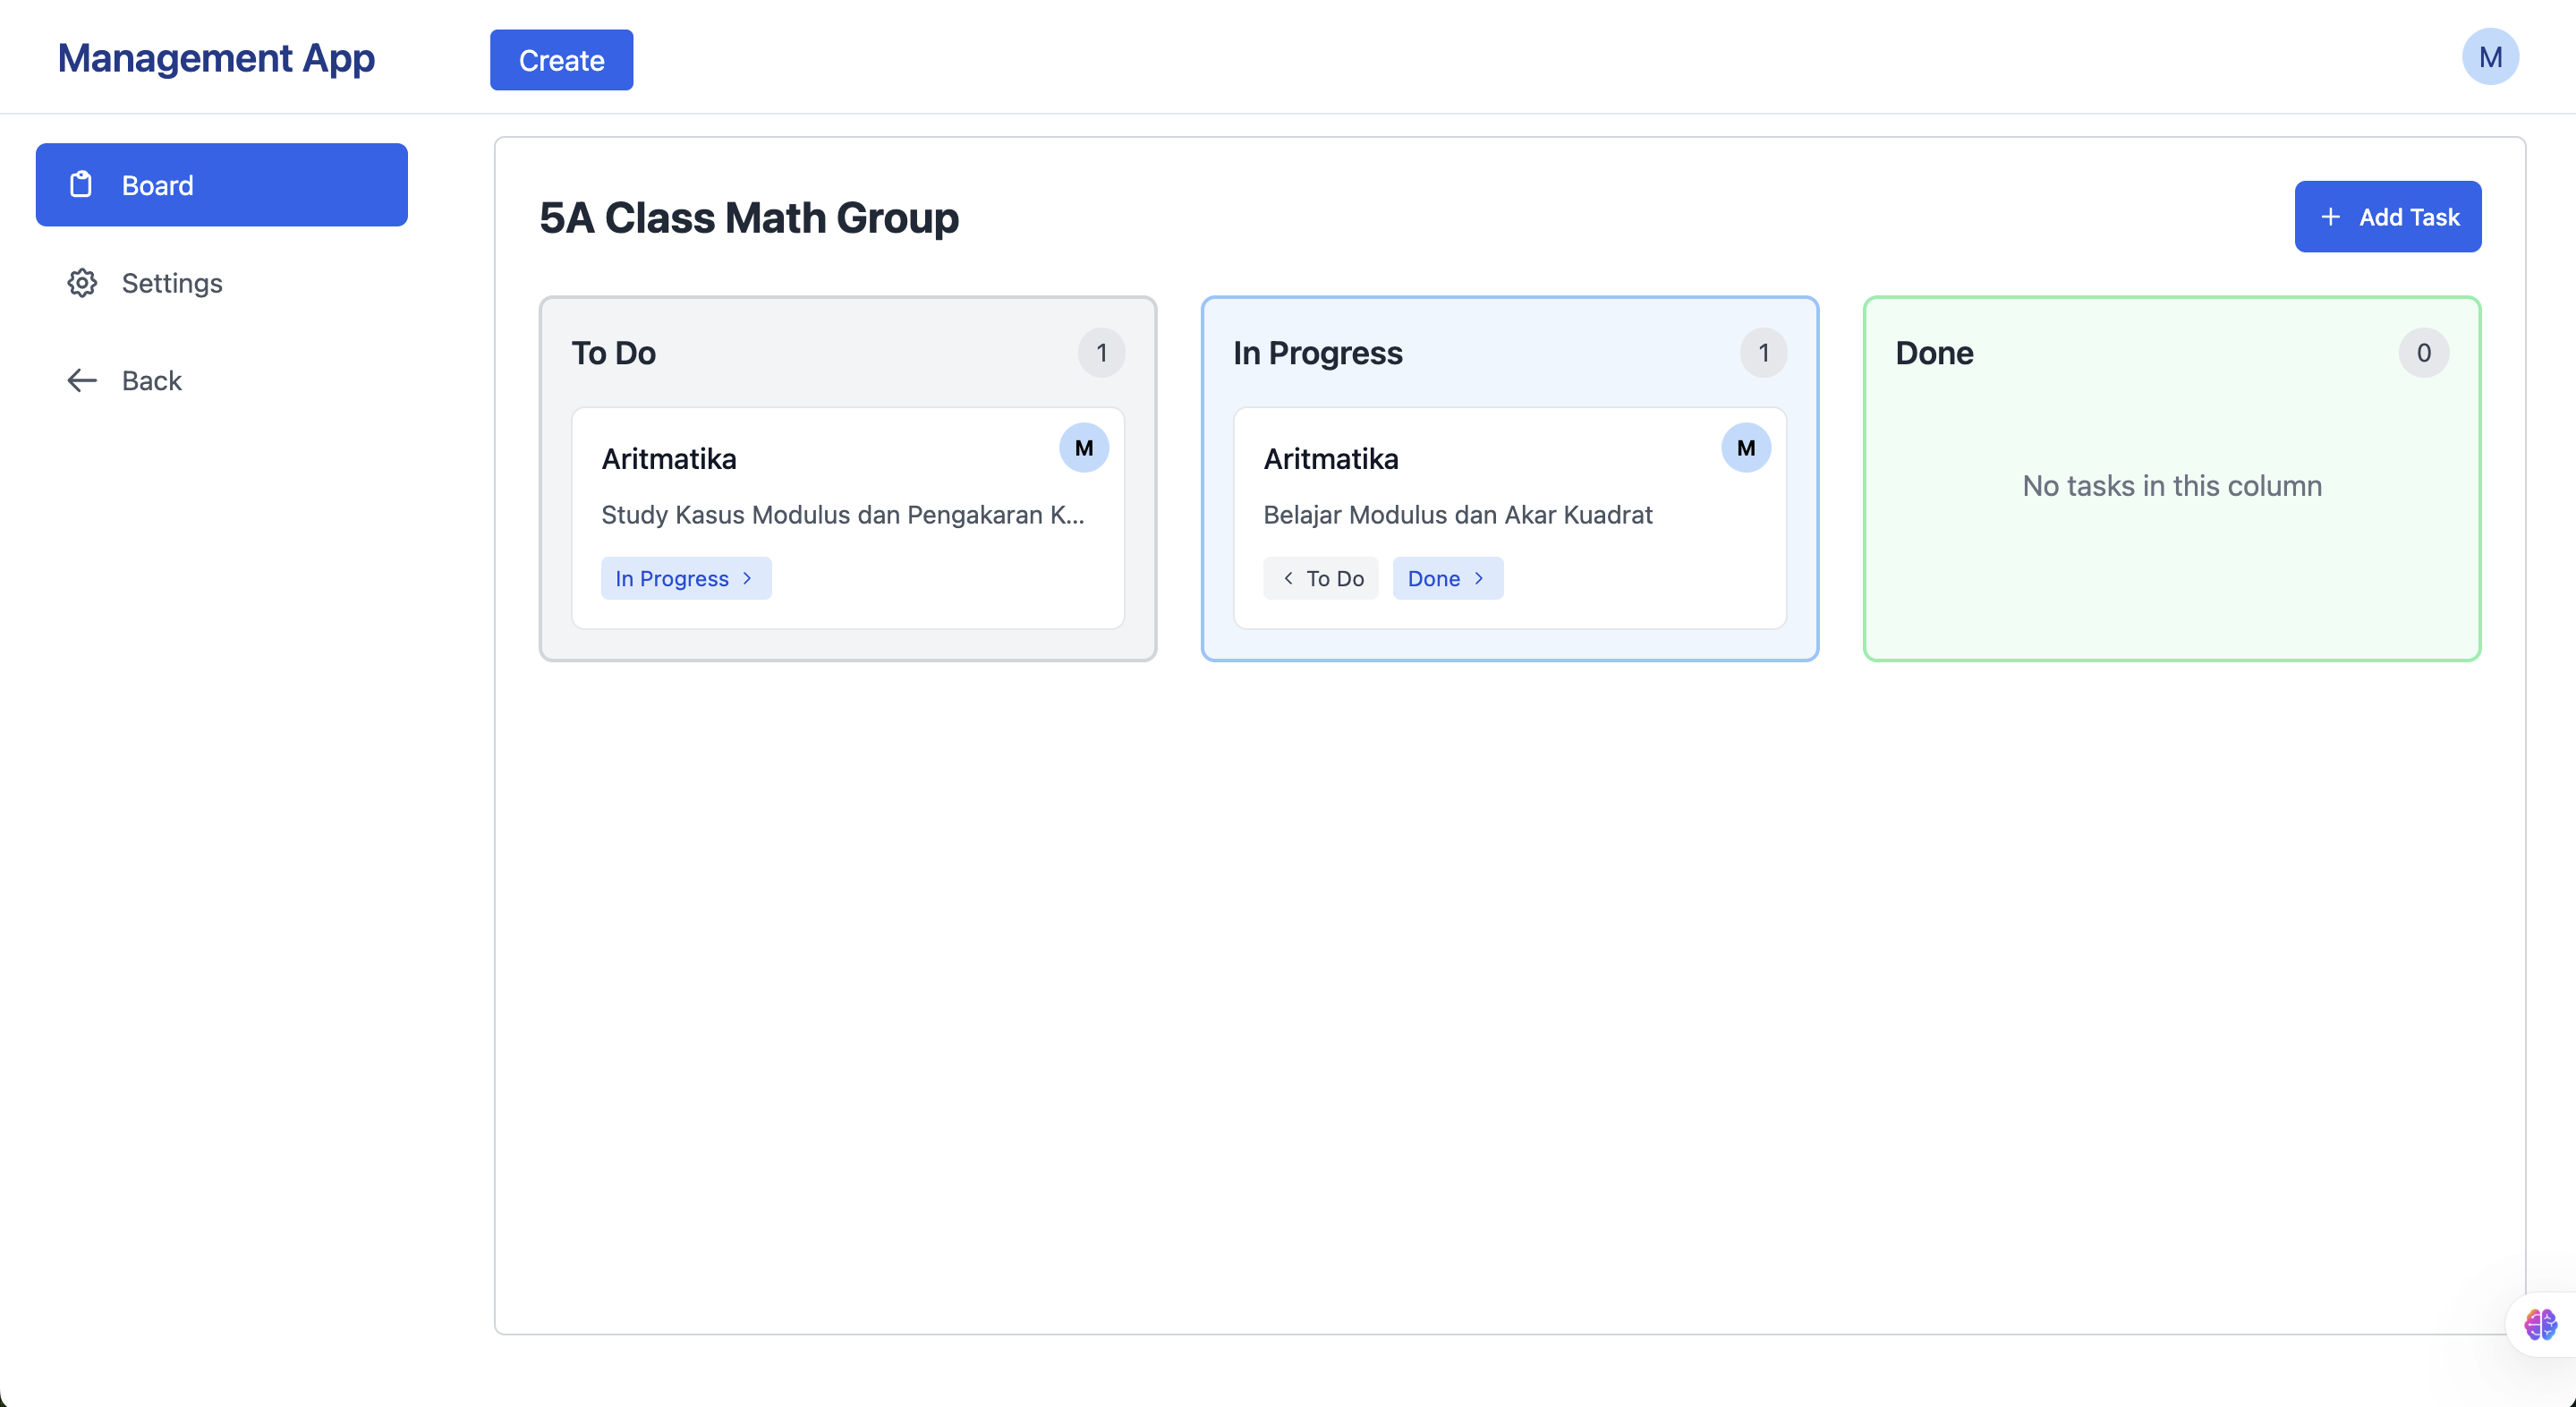 Management App
Create
M
Board
Settings
Back
5A Class Math Group
+ Add Task
To Do
1
Aritmatika
M
Study Kasus Modulus dan Pengakaran K...
In Progress >
In Progress
1
Aritmatika
M
Belajar Modulus dan Akar Kuadrat
< To Do
Done >
Done
0
No tasks in this column